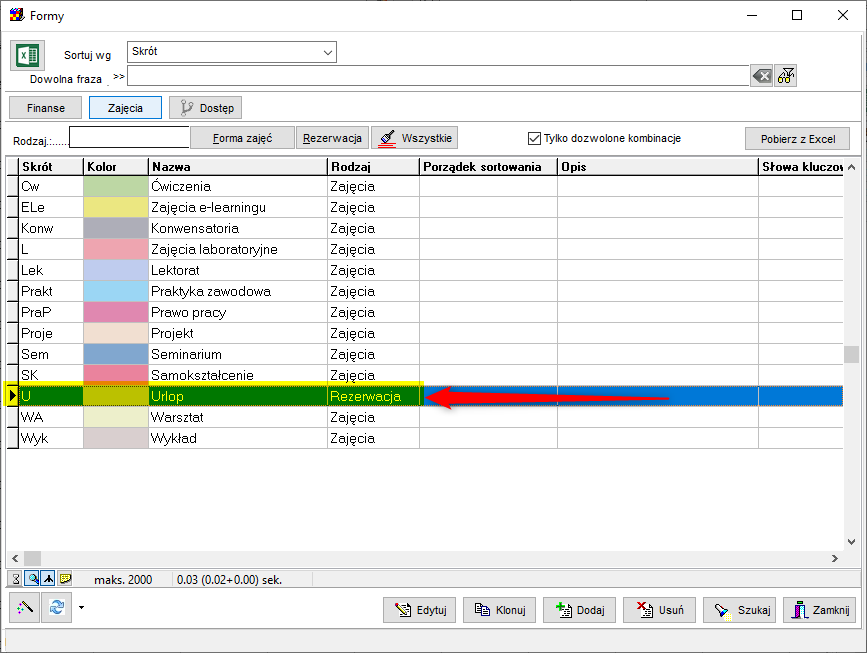 Formy
Sortuj wg Skrót
Dowolna fraza >>
Finanse Zajęcia Dostęp
Rodzaj.:..... Forma zajęć Rezerwacja Wszystkie Tylko dozwolone kombinacje Pobierz z Excel
Skrót Kolor Nazwa Rodzaj Porządek sortowania Opis Słowa kluczow
Cw Ćwiczenia Zajęcia
ELe Zajęcia e-learningu Zajęcia
Konw Konwensatoria Zajęcia
L Zajęcia laboratoryjne Zajęcia
Lek Lektorat Zajęcia
Prakt Praktyka zawodowa Zajęcia
PraP Prawo pracy Zajęcia
Proje Projekt Zajęcia
Sem Seminarium Zajęcia
SK Samokształcenie Zajęcia
U Urlop Rezerwacja
WA Warsztat Zajęcia
Wyk Wykład Zajęcia
maks. 2000 0.03 (0.02+0.00) sek.
Edytuj Klonuj Dodaj Usuń Szukaj Zamknij